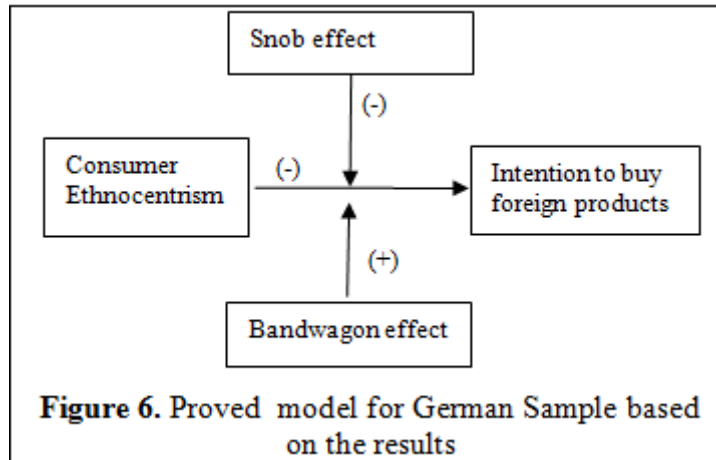 Snob effect
(-)
Consumer
Ethnocentrism
(-)
Intention to buy
foreign products
(+)
Bandwagon effect
Figure 6. Proved model for German Sample based
on the results